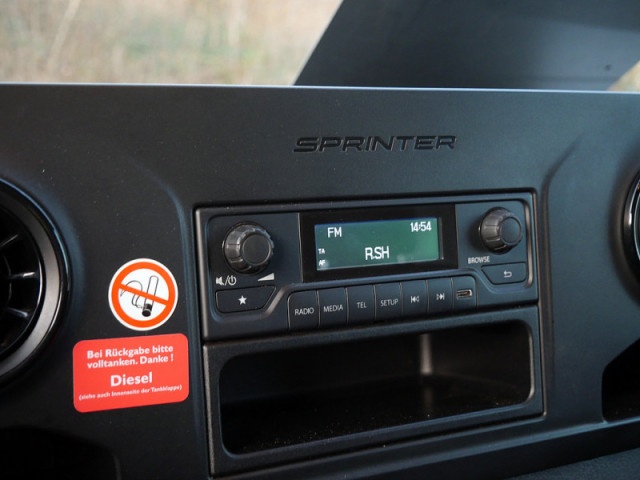 SPRINTER
FM 14:54
TA
R.SH
AF
BROWSE
RADIO MEDIA TEL SETUP
Bei Rückgabe bitte
volltanken. Danke !
Diesel
(siehe auch Innenseite der Tankklappe)